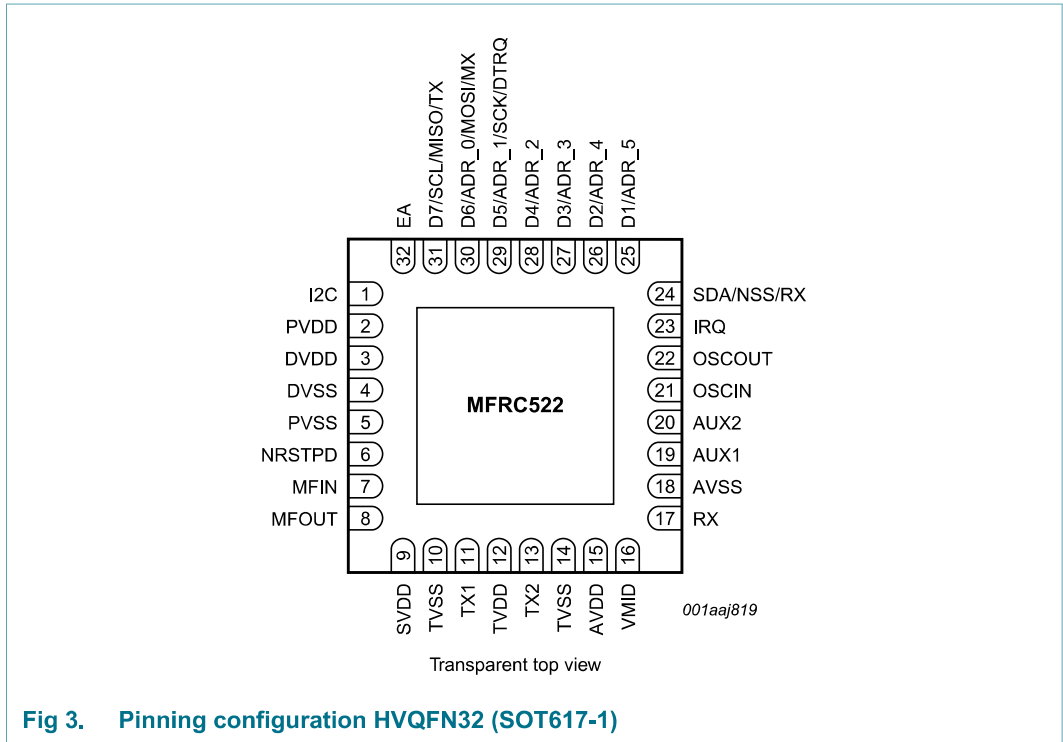 EA
D7/SCL/MISO/TX
D6/ADR_0/MOSI/MX
D5/ADR_1/SCK/DTRQ
D4/ADR_2
D3/ADR_3
D2/ADR_4
D1/ADR_5
32
31
30
29
28
27
26
25
I2C 1
PVDD 2
DVDD 3
DVSS 4
PVSS 5
NRSTPD 6
MFIN 7
MFOUT 8
MFRC522
24 SDA/NSS/RX
23 IRQ
22 OSCOUT
21 OSCIN
20 AUX2
19 AUX1
18 AVSS
17 RX
9
10
11
12
13
14
15
16
SVDD
TVSS
TX1
TVDD
TX2
TVSS
AVDD
VMID
001aaj819
Transparent top view
Fig 3. Pinning configuration HVQFN32 (SOT617-1)